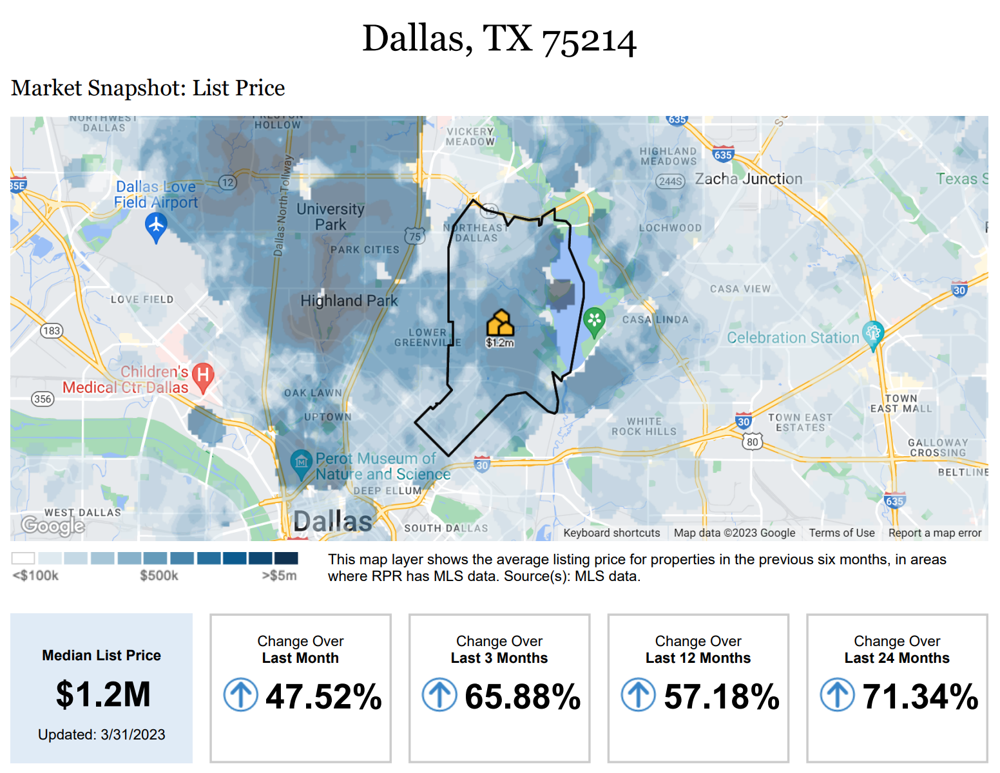 Dallas, TX 75214
Market Snapshot: List Price
NORTHWEST
DALLAS
PRESTON
HOLLOW
VICKERY
MEADOW
635
HIGHLAND
MEADOWS
635
35E
Dallas Love
Field Airport
12
Dallas North Tollway
244S
Zacha Junction
Texas S
University
Park
12
75
NORTHEAST
DALLAS
LOCHWOOD
PARK CITIES
LOVE FIELD
Highland Park
CASA VIEW
30
183
LOWER
GREENVILLE
$1.2m
CASA LINDA
Celebration Station
Children's
Medical Ctr Dallas
H
356
OAK LAWN
UPTOWN
TOWN
EAST MALL
WHITE
ROCK HILLS
30
TOWN EAST
ESTATES
80
GALLOWAY
CROSSING
Perot Museum of
Nature and Science
30
BELTLINE
DEEP ELLUM
635
WEST DALLAS
Google
Dallas
SOUTH DALLAS
Keyboard shortcuts
Map data ©2023 Google
Terms of Use
Report a map error
<$100k
$500k
>$5m
This map layer shows the average listing price for properties in the previous six months, in areas
where RPR has MLS data. Source(s): MLS data.
Median List Price
$1.2M
Updated: 3/31/2023
Change Over
Last Month
47.52%
Change Over
Last 3 Months
65.88%
Change Over
Last 12 Months
57.18%
Change Over
Last 24 Months
71.34%